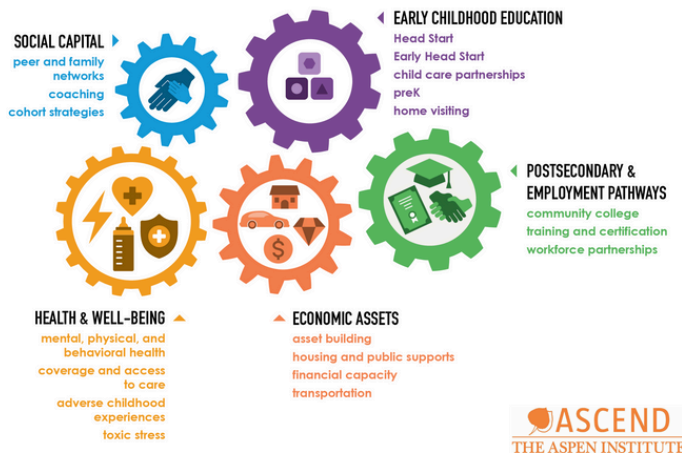 SOCIAL CAPITAL
peer and family
networks
coaching
cohort strategies
EARLY CHILDHOOD EDUCATION
Head Start
Early Head Start
child care partnerships
preK
home visiting
POSTSECONDARY &
EMPLOYMENT PATHWAYS
community college
training and certification
workforce partnerships
HEALTH & WELL-BEING
mental, physical, and
behavioral health
coverage and access
to care
adverse childhood
experiences
toxic stress
ECONOMIC ASSETS
asset building
housing and public supports
financial capacity
transportation
$
ASCEND
THE ASPEN INSTITUTE